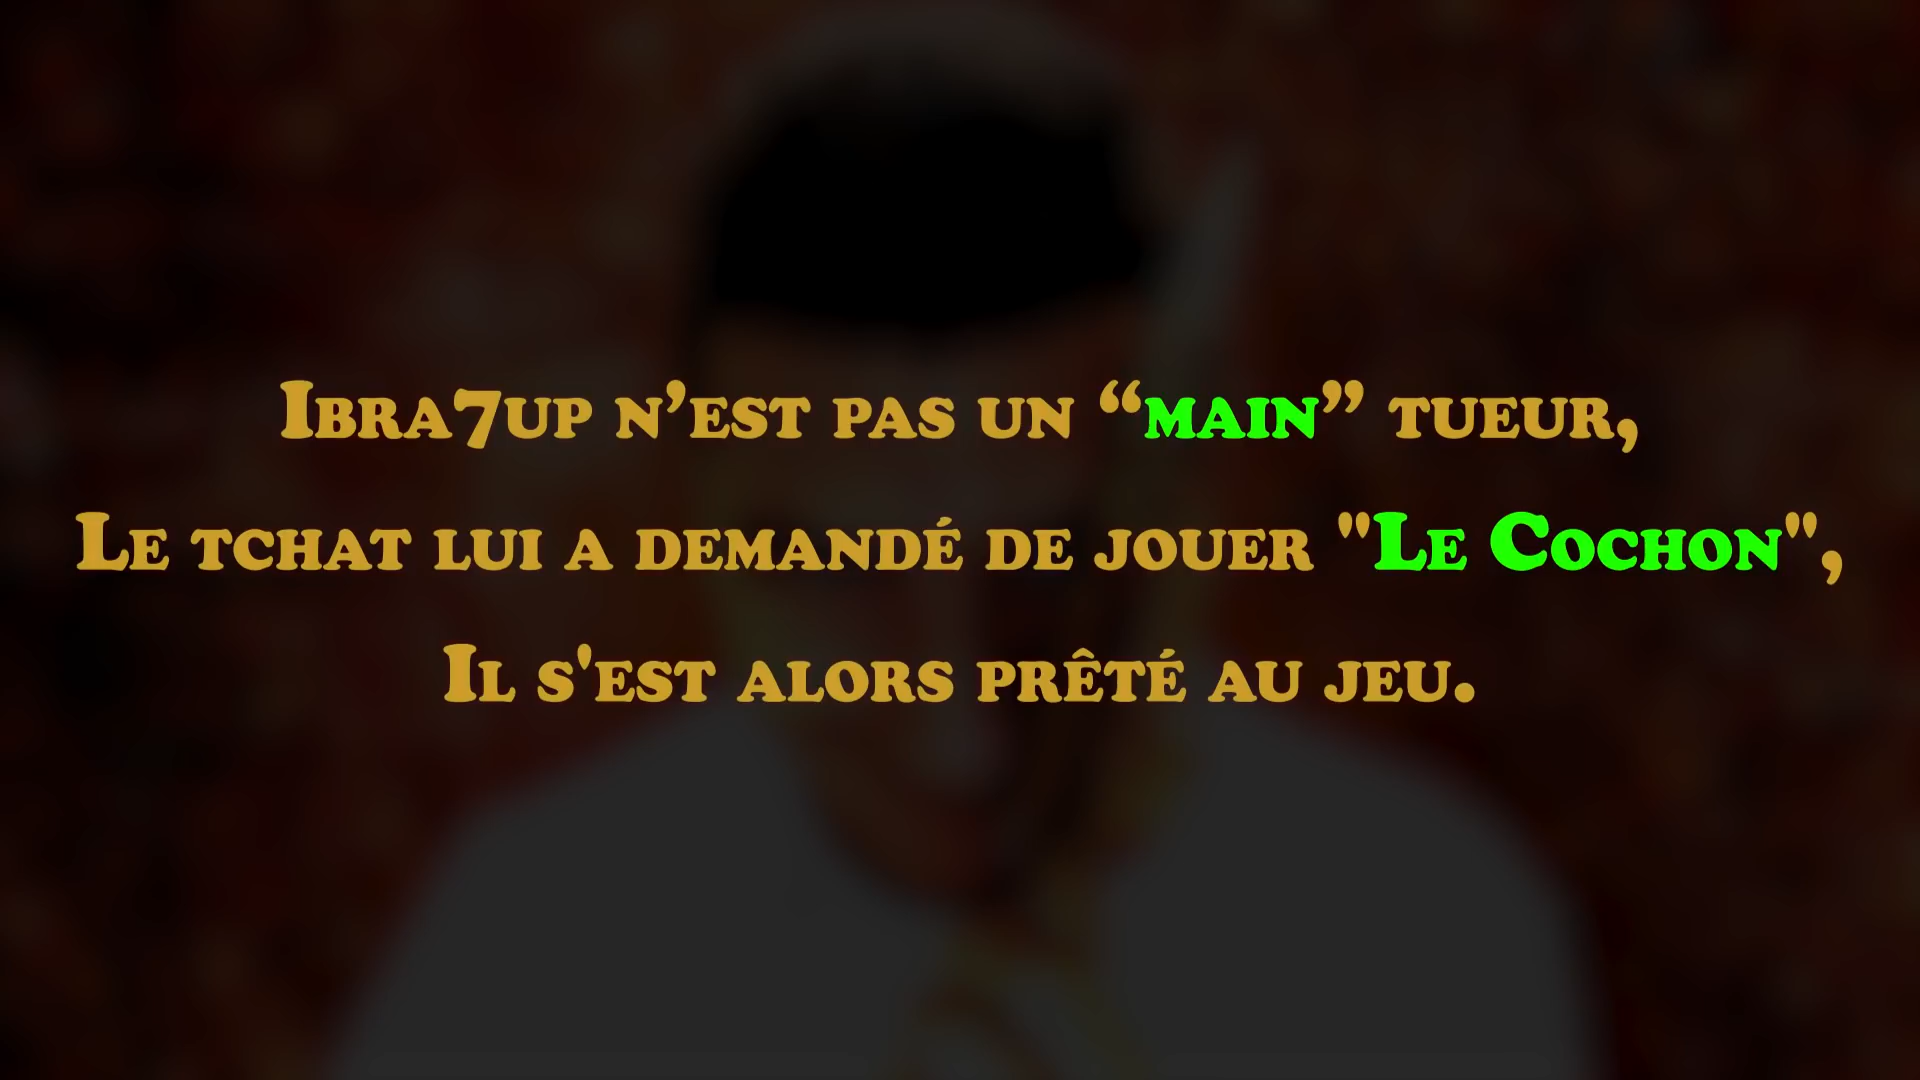 Ibra7up n’est pas un “main” tueur,
Le tchat lui a demandé de jouer "Le Cochon",
Il s'est alors prêté au jeu.